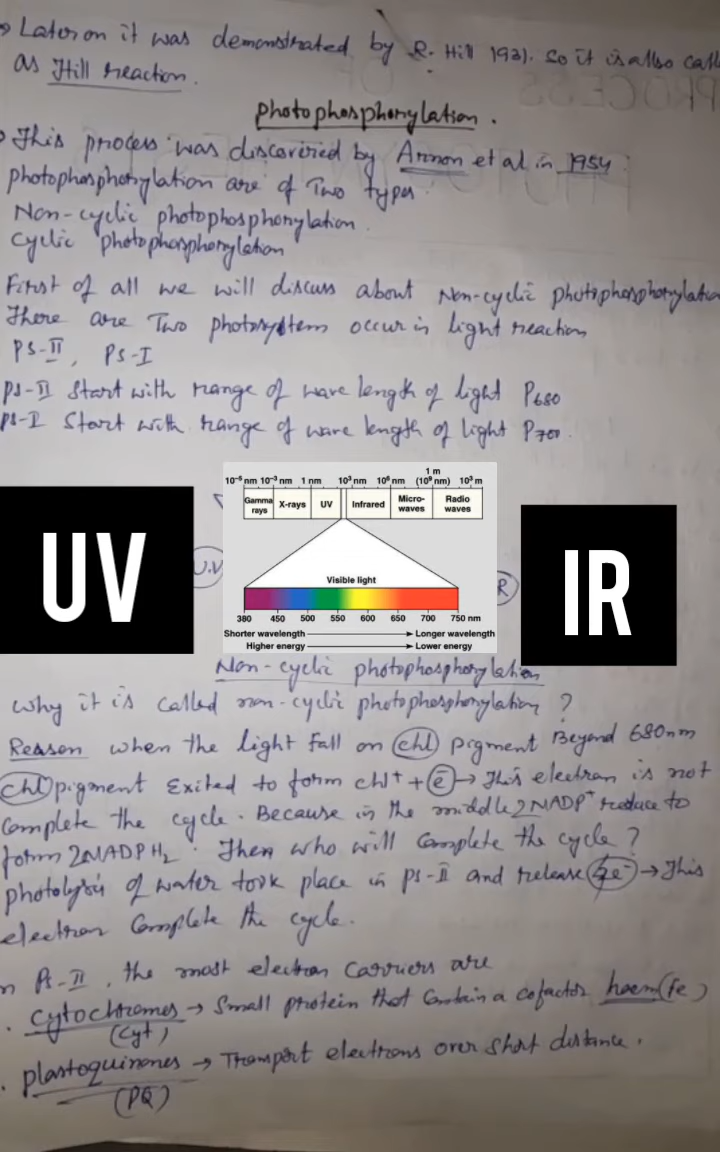 Later on it was demonstrated by R. Hill 1931. So it is allso call
as Hill reaction.
photophosphorylation.
This process was discovered by Arnon et al in 1954
photophosphorylation are of Two types
Non-cyclic photophosphorylation.
Cyclic photophosphorylation
First of all we will discuss about Non-cyclic photophosphorylation
There are Two photosystem occur in light reaction
PS-II, PS-I
PS-II Start with range of wave length of light P680
PS-I Start with range of wave length of light P700.
1 m
10⁻⁵ nm 10⁻³ nm 1 nm 10³ nm 10⁶ nm (10⁹ nm) 10³ m
Gamma rays X-rays UV Infrared Micro-waves Radio waves
UV
U.V
Visible light
R
IR
380 450 500 550 600 650 700 750 nm
Shorter wavelength → Longer wavelength
Higher energy → Lower energy
Non-cyclic photophosphorylation
Why it is called non-cyclic photophosphorylation ?
Reason when the light fall on chl pigment Beyond 680nm
chl pigment Exited to form chl⁺ + e⁻ → This electron is not
complete the cycle. Because in the middle 2NADP⁺ reduce to
form 2NADPH₂. Then who will complete the cycle ?
photolysis of water took place in PS-II and release e⁻ → This
electron Complete the cycle.
n PS-II, the most electron carriers are
. cytochromes → Small protein that contain a cofactor haem(Fe)
(Cyt)
. plastoquinones → Transport electrons over short distance.
(PQ)